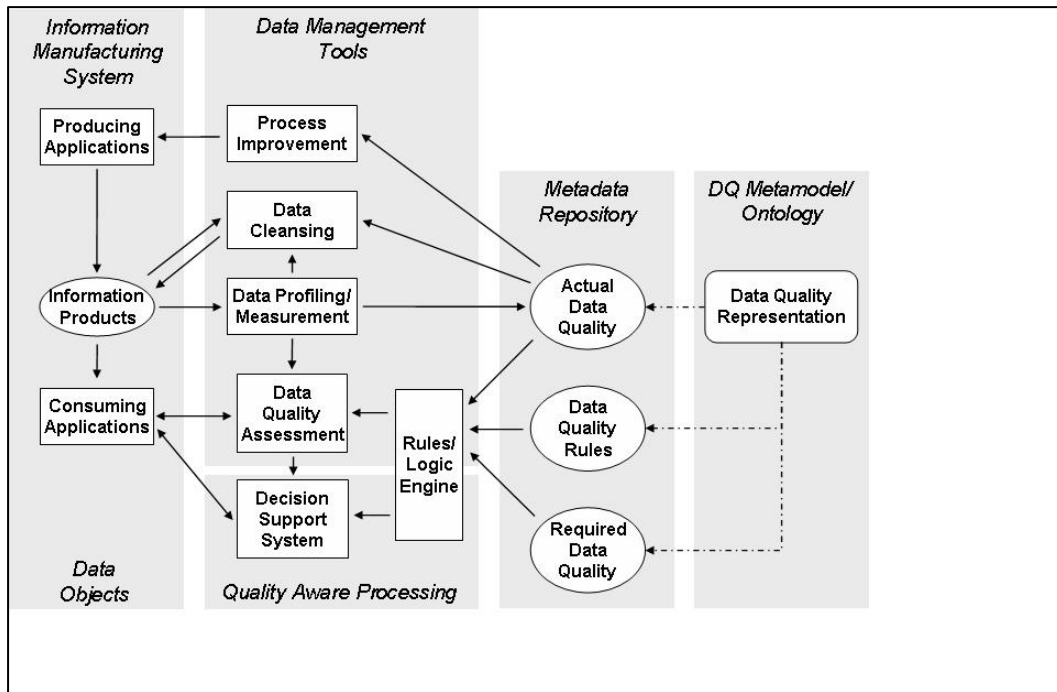 Information
Manufacturing
System
Data Management
Tools
Producing
Applications
Process
Improvement
Metadata
Repository
DQ Metamodel/
Ontology
Data
Cleansing
Information
Products
Data Profiling/
Measurement
Actual
Data
Quality
Data Quality
Representation
Consuming
Applications
Data
Quality
Assessment
Rules/
Logic
Engine
Data
Quality
Rules
Decision
Support
System
Required
Data
Quality
Data
Objects
Quality Aware Processing